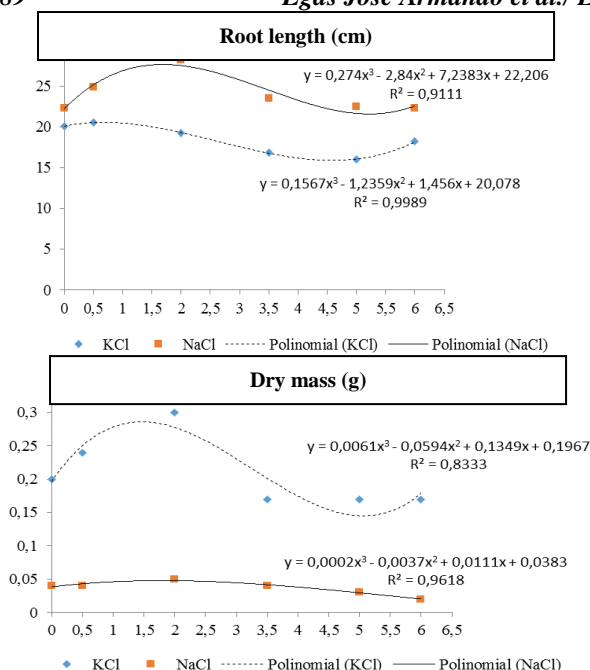 Egas José Armando et al./
Root length (cm)
25
20
15
10
5
0
y = 0,274x³ - 2,84x² + 7,2383x + 22,206
R² = 0,9111
y = 0,1567x³ - 1,2359x² + 1,456x + 20,078
R² = 0,9989
0 0,5 1 1,5 2 2,5 3 3,5 4 4,5 5 5,5 6 6,5
KCl NaCl Polinomial (KCl) Polinomial (NaCl)
Dry mass (g)
0,3
0,25
0,2
0,15
0,1
0,05
0
y = 0,0061x³ - 0,0594x² + 0,1349x + 0,1967
R² = 0,8333
y = 0,0002x³ - 0,0037x² + 0,0111x + 0,0383
R² = 0,9618
0 0,5 1 1,5 2 2,5 3 3,5 4 4,5 5 5,5 6 6,5
KCl NaCl Polinomial (KCl) Polinomial (NaCl)